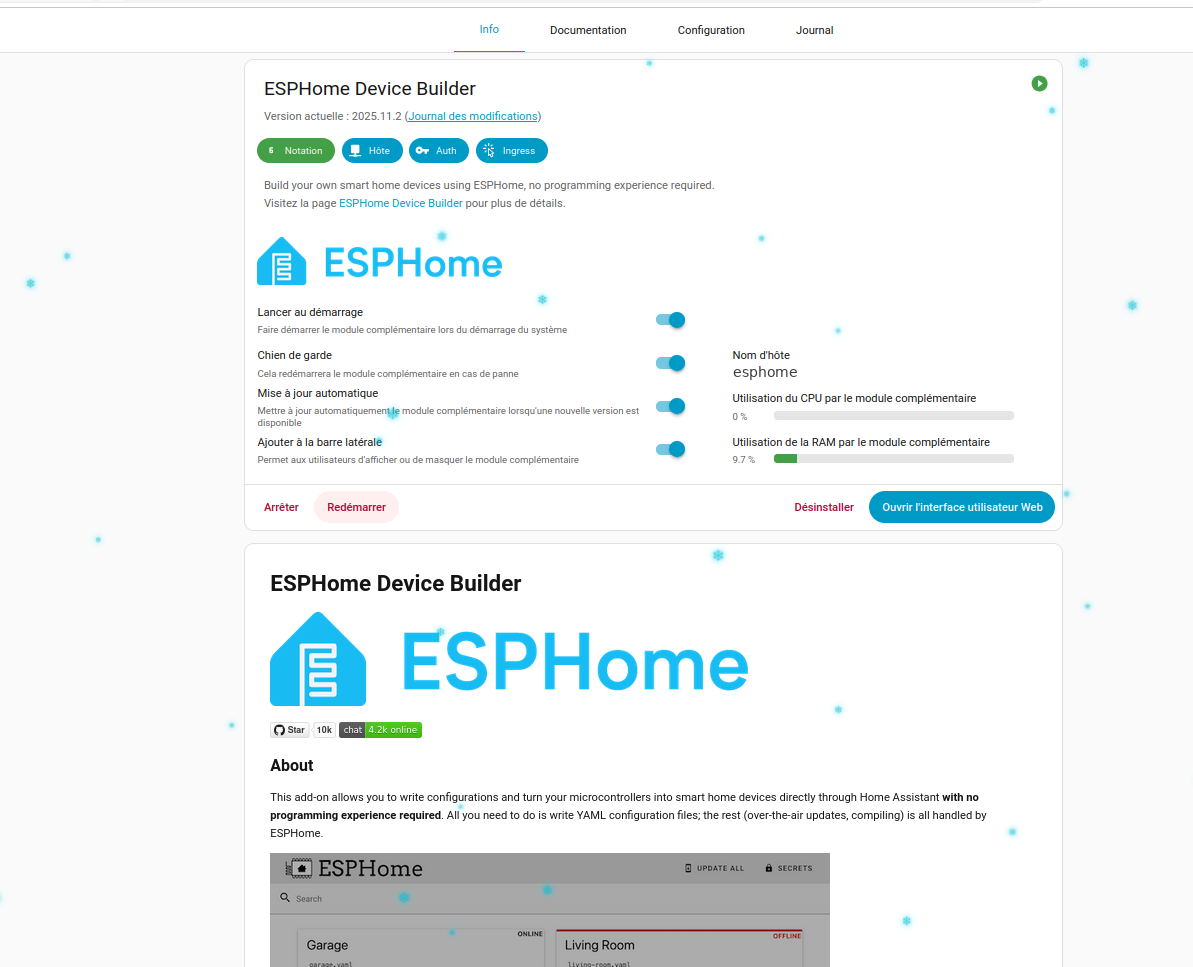 Info
Documentation
Configuration
Journal
ESPHome Device Builder
Version actuelle : 2025.11.2 (Journal des modifications)
5 Notation
Hôte
Auth
Ingress
Build your own smart home devices using ESPHome, no programming experience required.
Visitez la page ESPHome Device Builder pour plus de détails.
ESPHome
Lancer au démarrage
Faire démarrer le module complémentaire lors du démarrage du système
Chien de garde
Cela redémarrera le module complémentaire en cas de panne
Mise à jour automatique
Mettre à jour automatiquement le module complémentaire lorsqu'une nouvelle version est
disponible
Ajouter à la barre latérale
Permet aux utilisateurs d'afficher ou de masquer le module complémentaire
Nom d'hôte
esphome
Utilisation du CPU par le module complémentaire
0 %
Utilisation de la RAM par le module complémentaire
9.7 %
Arrêter
Redémarrer
Désinstaller
Ouvrir l'interface utilisateur Web
ESPHome Device Builder
ESPHome
Star
10k
chat 4.2k online
About
This add-on allows you to write configurations and turn your microcontrollers into smart home devices directly through Home Assistant with no
programming experience required. All you need to do is write YAML configuration files; the rest (over-the-air updates, compiling) is all handled by
ESPHome.
ESPHome
UPDATE ALL
SECRETS
Search
ONLINE
Garage
garage.yaml
OFFLINE
Living Room
living-room.yaml